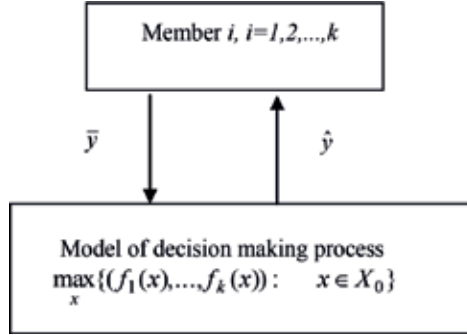 Member i, i=1,2,...,k
ȳ ŷ
Model of decision making process
max{(f₁(x),...,fₖ(x)) : x ∈ X₀}
x